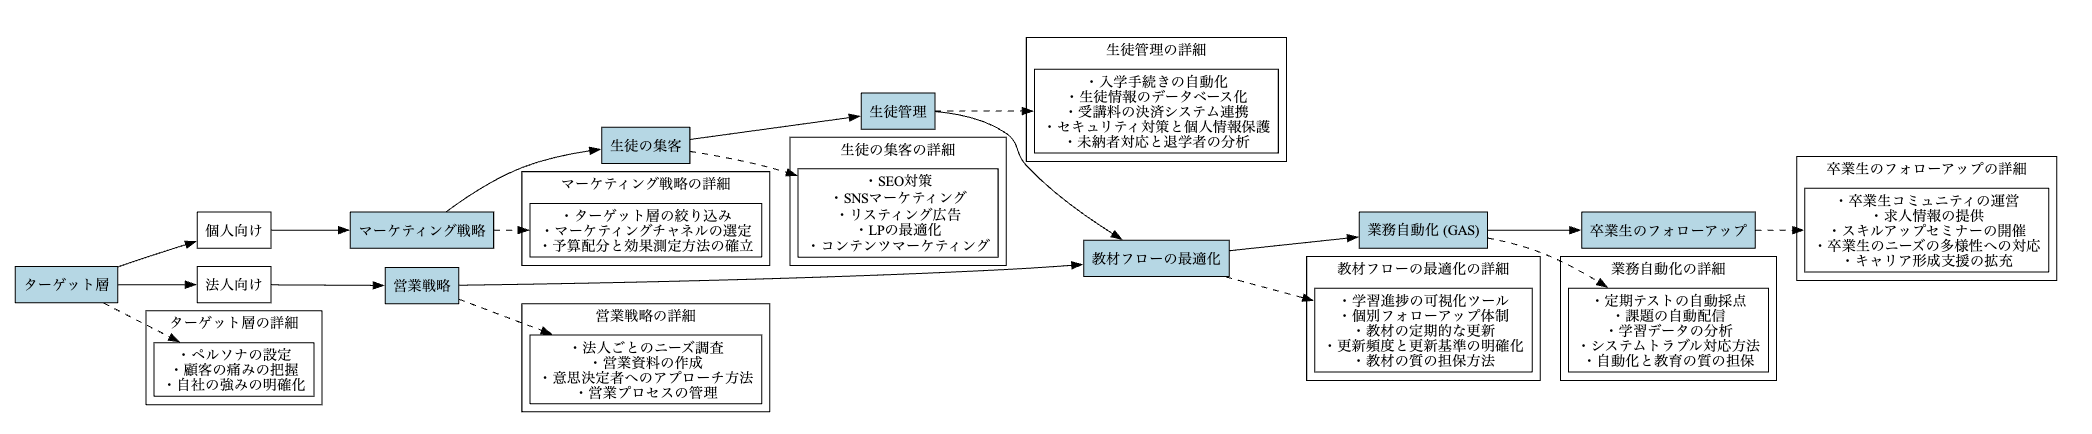 ターゲット層
個人向け
法人向け
ターゲット層の詳細
・ペルソナの設定
・顧客の痛みの把握
・自社の強みの明確化
マーケティング戦略
営業戦略
マーケティング戦略の詳細
・ターゲット層の絞り込み
・マーケティングチャネルの選定
・予算配分と効果測定方法の確立
営業戦略の詳細
・法人ごとのニーズ調査
・営業資料の作成
・意思決定者へのアプローチ方法
・営業プロセスの管理
生徒の集客
生徒の集客の詳細
・SEO対策
・SNSマーケティング
・リスティング広告
・LPの最適化
・コンテンツマーケティング
生徒管理
生徒管理の詳細
・入学手続きの自動化
・生徒情報のデータベース化
・受講料の決済システム連携
・セキュリティ対策と個人情報保護
・未納者対応と退学者の分析
教材フローの最適化
教材フローの最適化の詳細
・学習進捗の可視化ツール
・個別フォローアップ体制
・教材の定期的な更新
・更新頻度と更新基準の明確化
・教材の質の担保方法
業務自動化 (GAS)
業務自動化の詳細
・定期テストの自動採点
・課題の自動配信
・学習データの分析
・システムトラブル対応方法
・自動化と教育の質の担保
卒業生のフォローアップ
卒業生のフォローアップの詳細
・卒業生コミュニティの運営
・求人情報の提供
・スキルアップセミナーの開催
・卒業生のニーズの多様性への対応
・キャリア形成支援の拡充